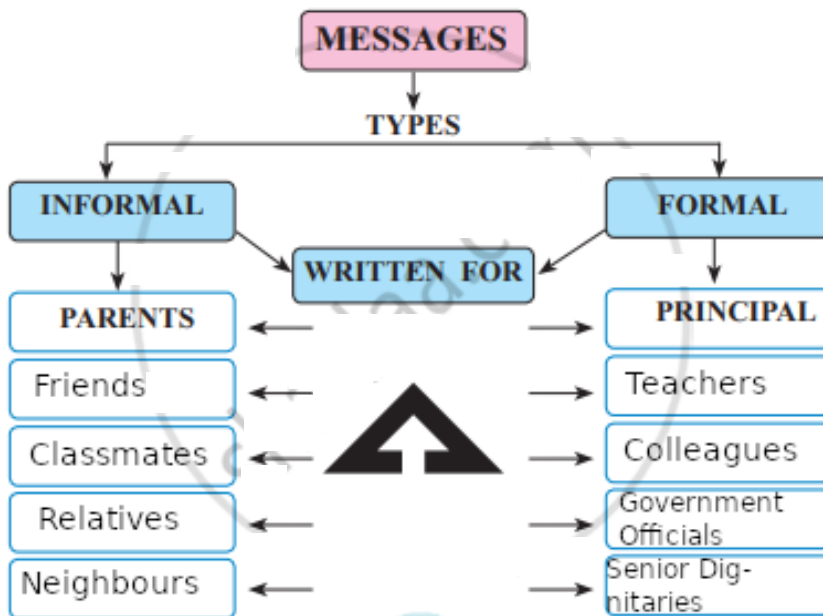 MESSAGES
TYPES
INFORMAL
FORMAL
WRITTEN FOR
PARENTS
PRINCIPAL
Friends
Teachers
Classmates
Colleagues
Relatives
Government
Officials
Neighbours
Senior Dig-
nitaries